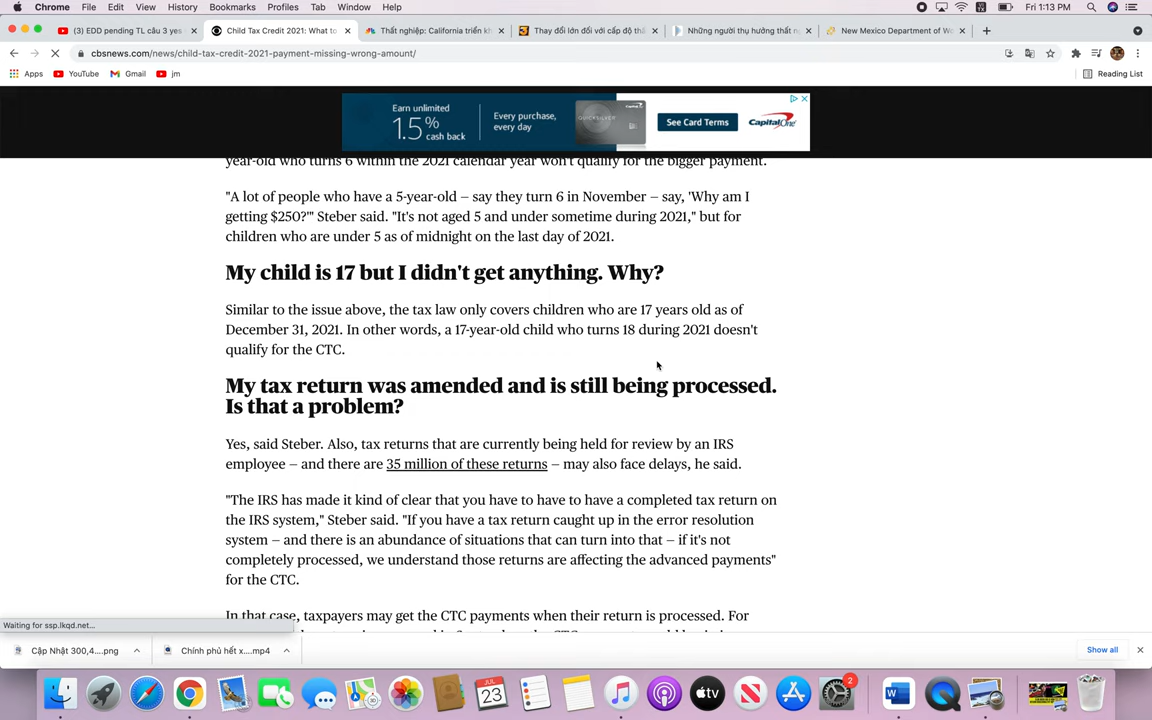 Chrome File Edit View History Bookmarks Profiles Tab Window Help Fri 1:13 PM
(3) EDD pending TL câu 3 yes
Child Tax Credit 2021: What to
Thất nghiệp: California triển kh
Thay đổi lớn đối với cấp độ thấ
Những người thụ hưởng thất n
New Mexico Department of Wo
cbsnews.com/news/child-tax-credit-2021-payment-missing-wrong-amount/
Apps YouTube Gmail jm Reading List
Earn unlimited
1.5%
cash back
Every purchase,
every day
QUICKSILVER
See Card Terms
Capital One
year-old who turns 6 within the 2021 calendar year won't qualify for the bigger payment.
"A lot of people who have a 5-year-old — say they turn 6 in November — say, 'Why am I
getting $250?'" Steber said. "It's not aged 5 and under sometime during 2021," but for
children who are under 5 as of midnight on the last day of 2021.
My child is 17 but I didn't get anything. Why?
Similar to the issue above, the tax law only covers children who are 17 years old as of
December 31, 2021. In other words, a 17-year-old child who turns 18 during 2021 doesn't
qualify for the CTC.
My tax return was amended and is still being processed.
Is that a problem?
Yes, said Steber. Also, tax returns that are currently being held for review by an IRS
employee — and there are 35 million of these returns — may also face delays, he said.
"The IRS has made it kind of clear that you have to have to have a completed tax return on
the IRS system," Steber said. "If you have a tax return caught up in the error resolution
system — and there is an abundance of situations that can turn into that — if it's not
completely processed, we understand those returns are affecting the advanced payments"
for the CTC.
In that case, taxpayers may get the CTC payments when their return is processed. For
Waiting for ssp.lkqd.net...
Cập Nhật 300,4....png
Chính phủ hết x....mp4
Show all
JUL
23
2
tv